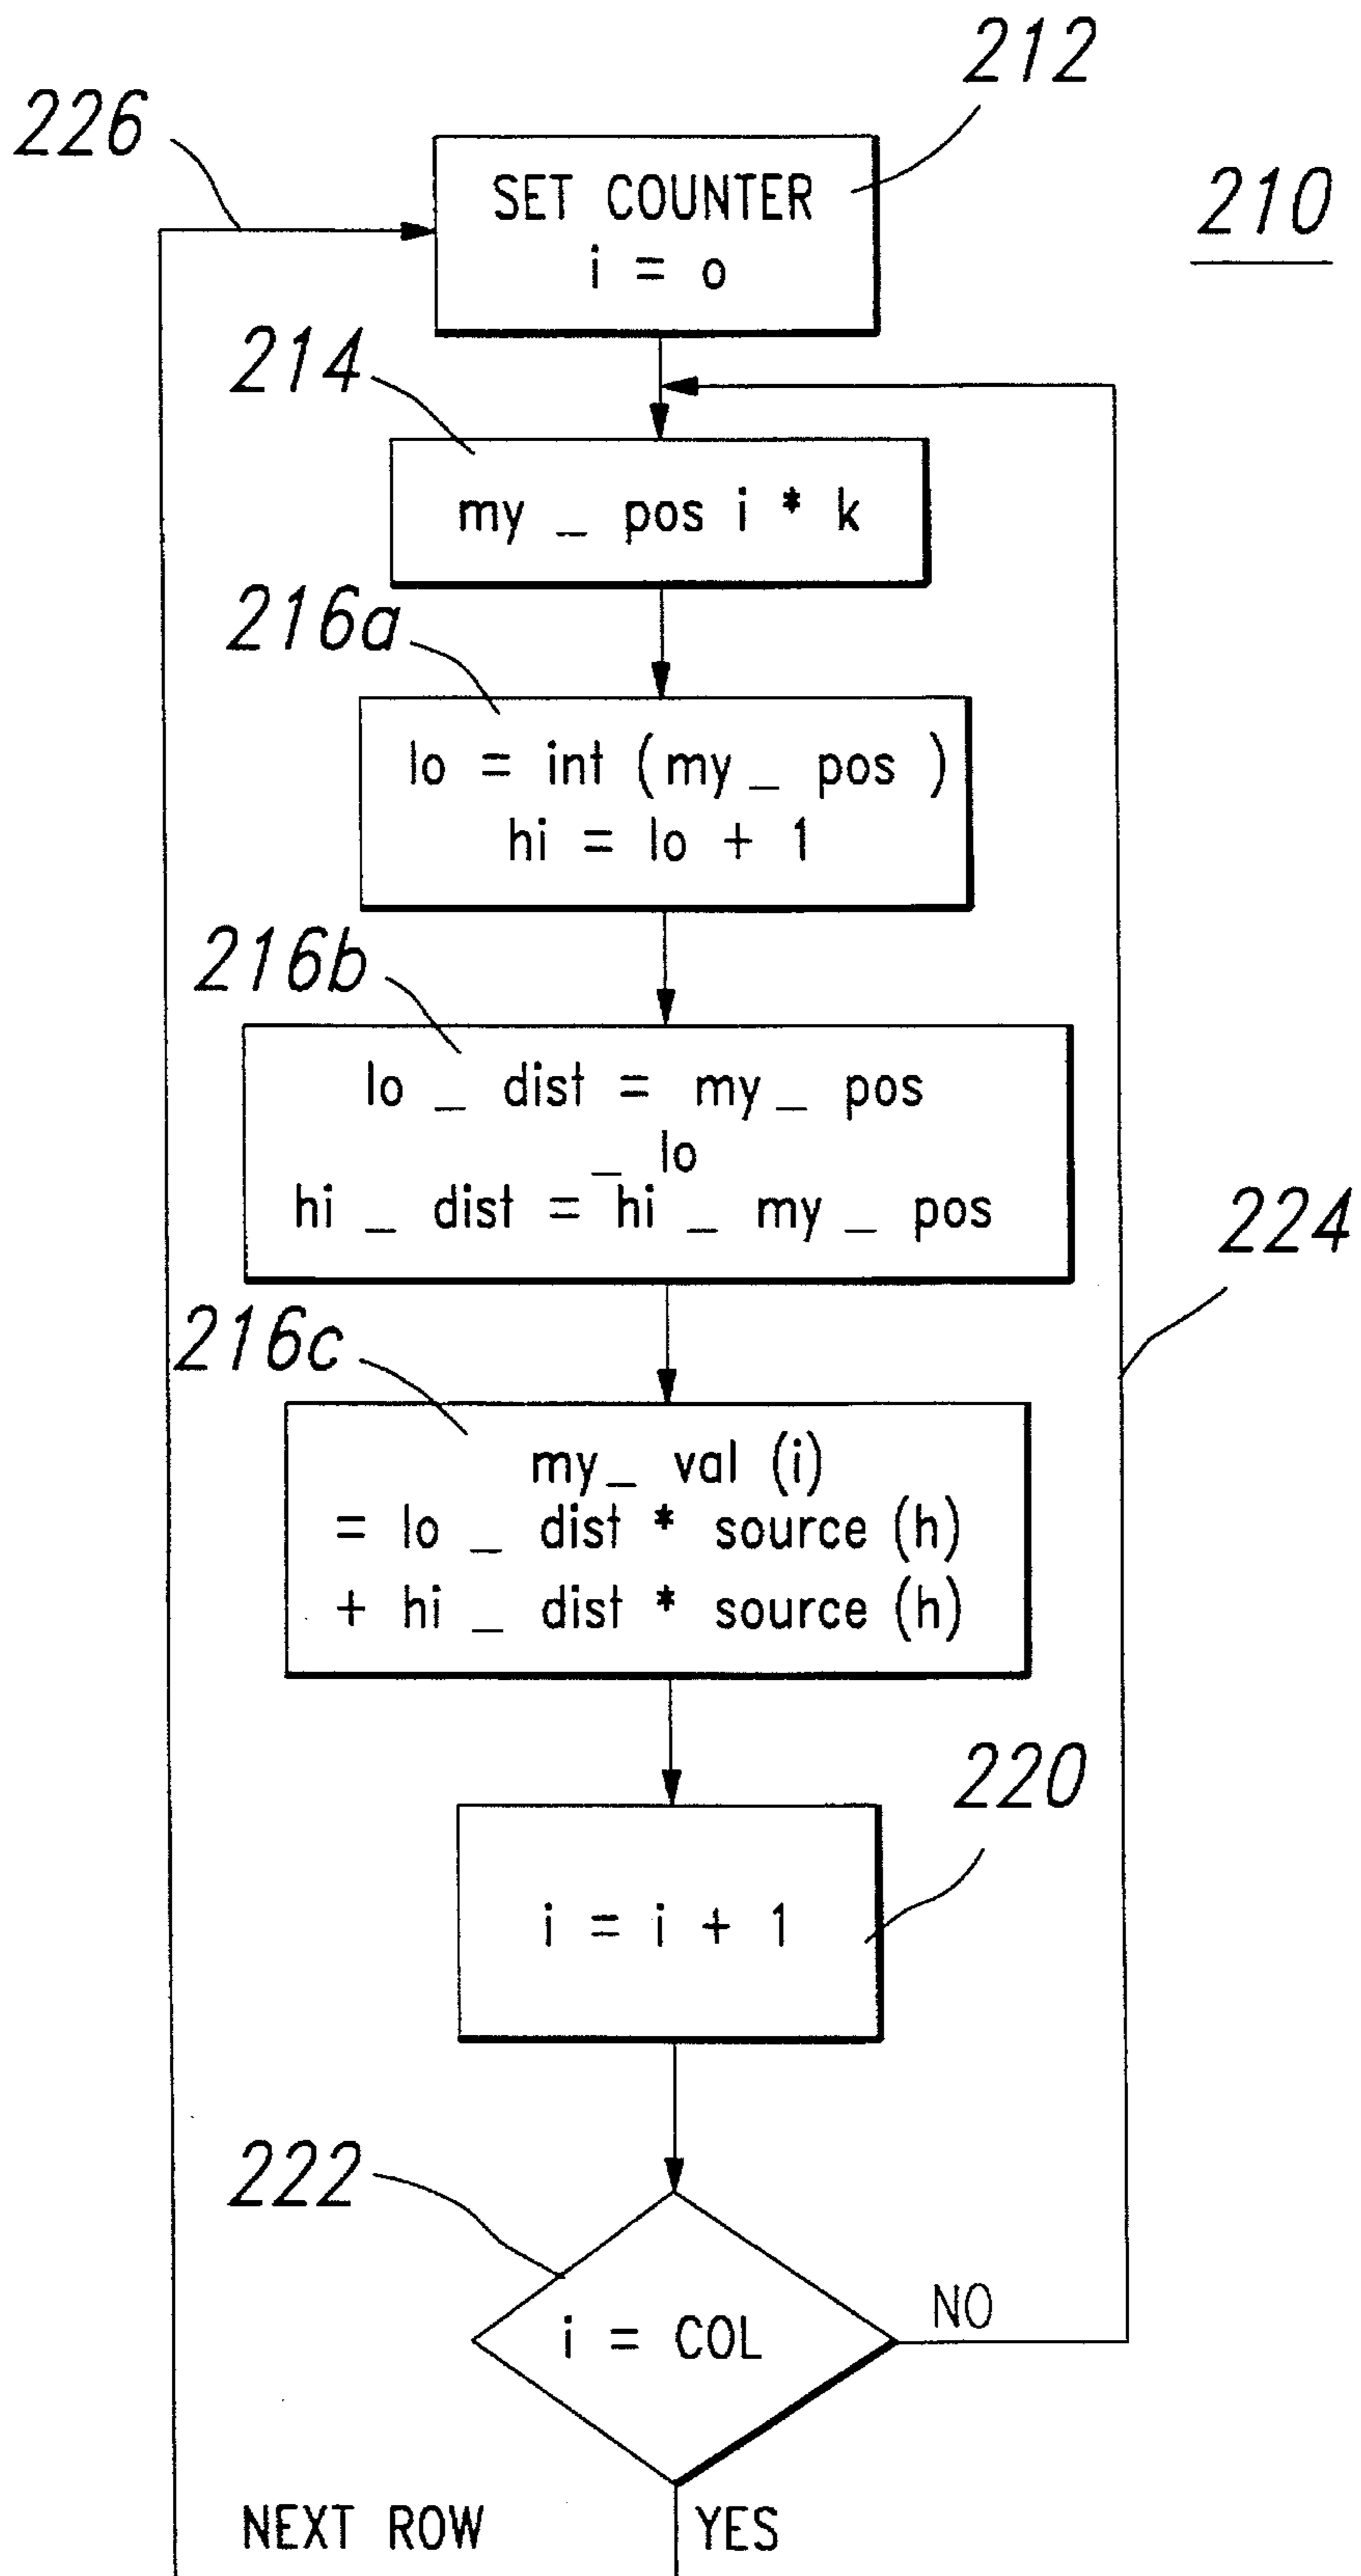 212
226
SET COUNTER
i = o
210
214
my _ pos i * k
216a
lo = int (my _ pos )
hi = lo + 1
216b
lo _ dist = my _ pos
_ lo
hi _ dist = hi _ my _ pos
224
216c
my _ val (i)
= lo _ dist * source (h)
+ hi _ dist * source (h)
220
i = i + 1
222
i = COL
NO
NEXT ROW
YES